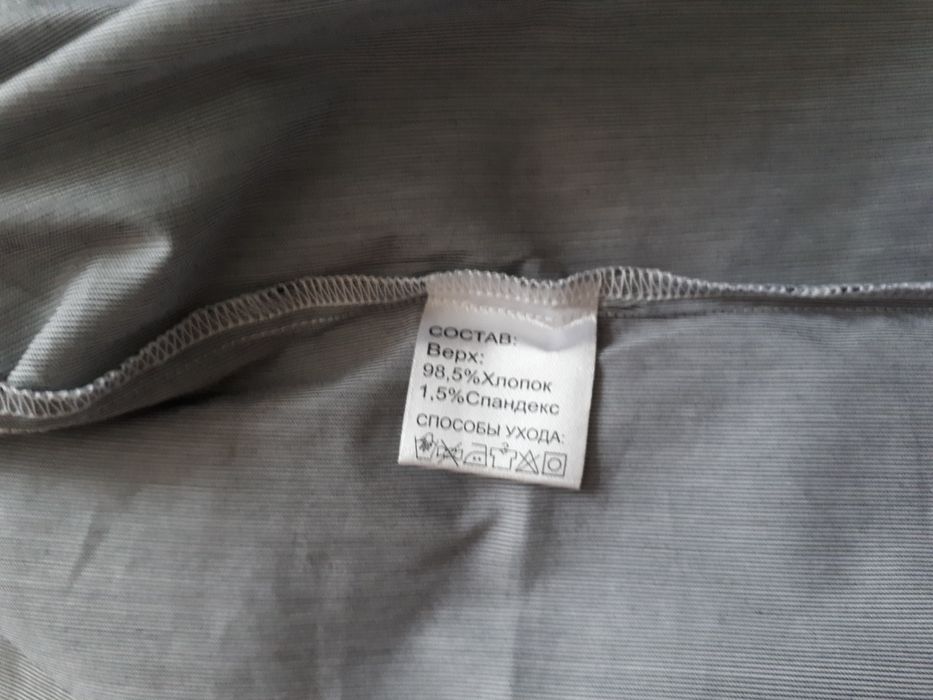 СОСТАВ:
Верх:
98,5%Хлопок
1,5%Спандекс
СПОСОБЫ УХОДА: